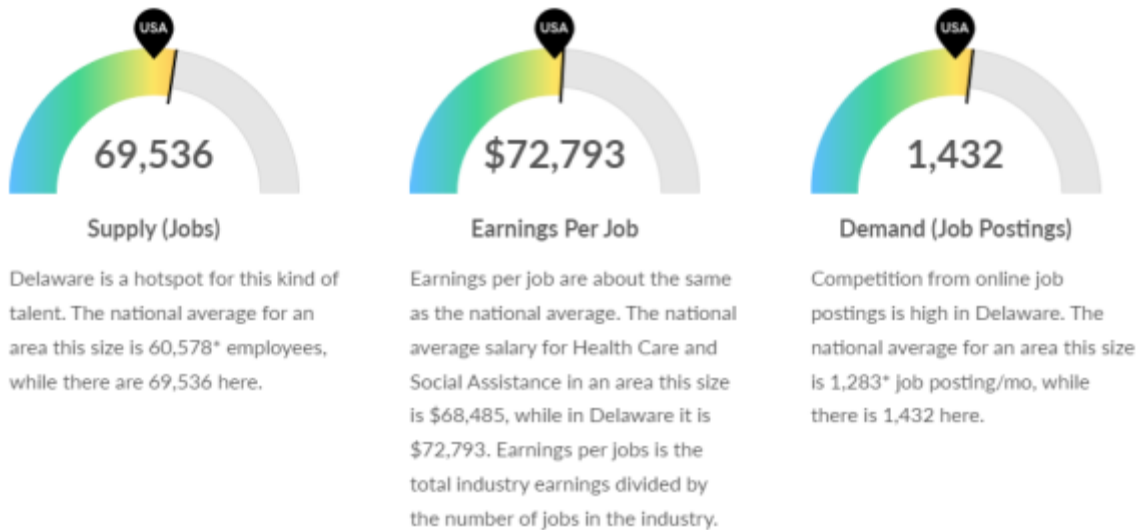 USA
69,536
Supply (Jobs)
Delaware is a hotspot for this kind of
talent. The national average for an
area this size is 60,578* employees,
while there are 69,536 here.
USA
$72,793
Earnings Per Job
Earnings per job are about the same
as the national average. The national
average salary for Health Care and
Social Assistance in an area this size
is $68,485, while in Delaware it is
$72,793. Earnings per jobs is the
total industry earnings divided by
the number of jobs in the industry.
USA
1,432
Demand (Job Postings)
Competition from online job
postings is high in Delaware. The
national average for an area this size
is 1,283* job posting/mo, while
there is 1,432 here.